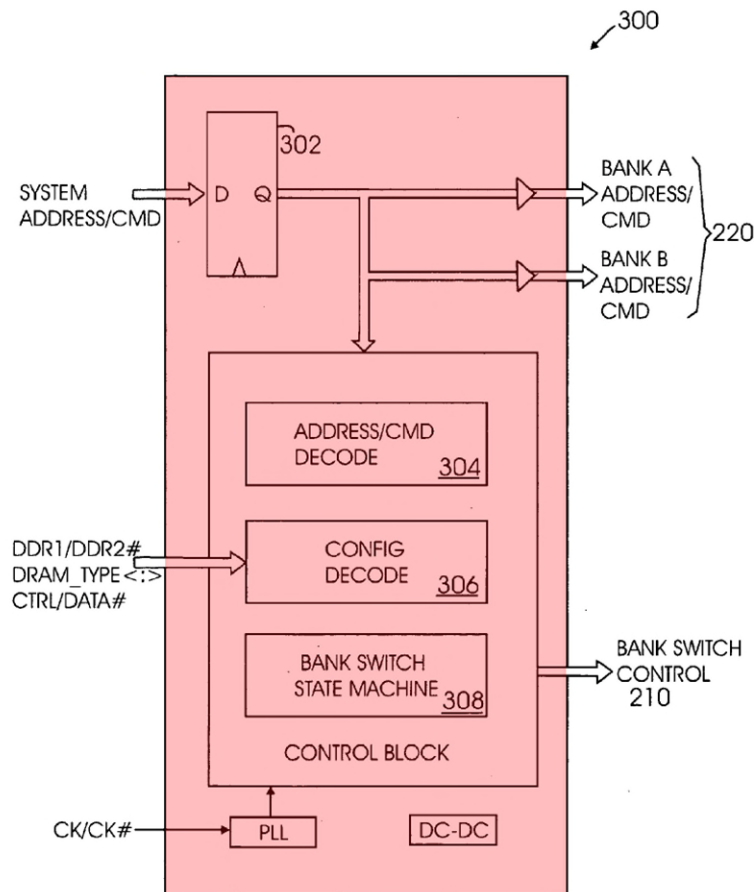 300
302
SYSTEM
ADDRESS/CMD
D Q
BANK A
ADDRESS/
CMD
BANK B
ADDRESS/
CMD
220
ADDRESS/CMD
DECODE 304
DDR1/DDR2#
DRAM_TYPE<:>
CTRL/DATA#
CONFIG
DECODE
306
BANK SWITCH
STATE MACHINE 308
BANK SWITCH
CONTROL
210
CONTROL BLOCK
CK/CK#
PLL
DC-DC